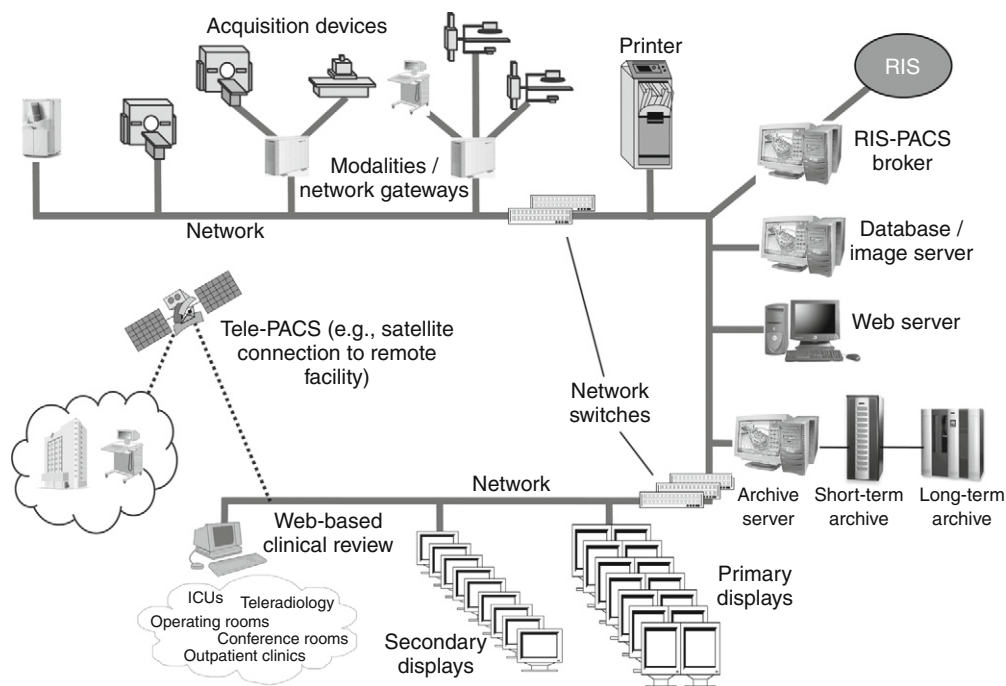 Acquisition devices
Printer
RIS
RIS-PACS
broker
Modalities /
network gateways
Network
Database /
image server
Web server
Tele-PACS (e.g., satellite
connection to remote
facility)
Network
switches
Network
Archive
server
Short-term
archive
Long-term
archive
Web-based
clinical review
ICUs
Teleradiology
Operating rooms
Conference rooms
Outpatient clinics
Secondary
displays
Primary
displays